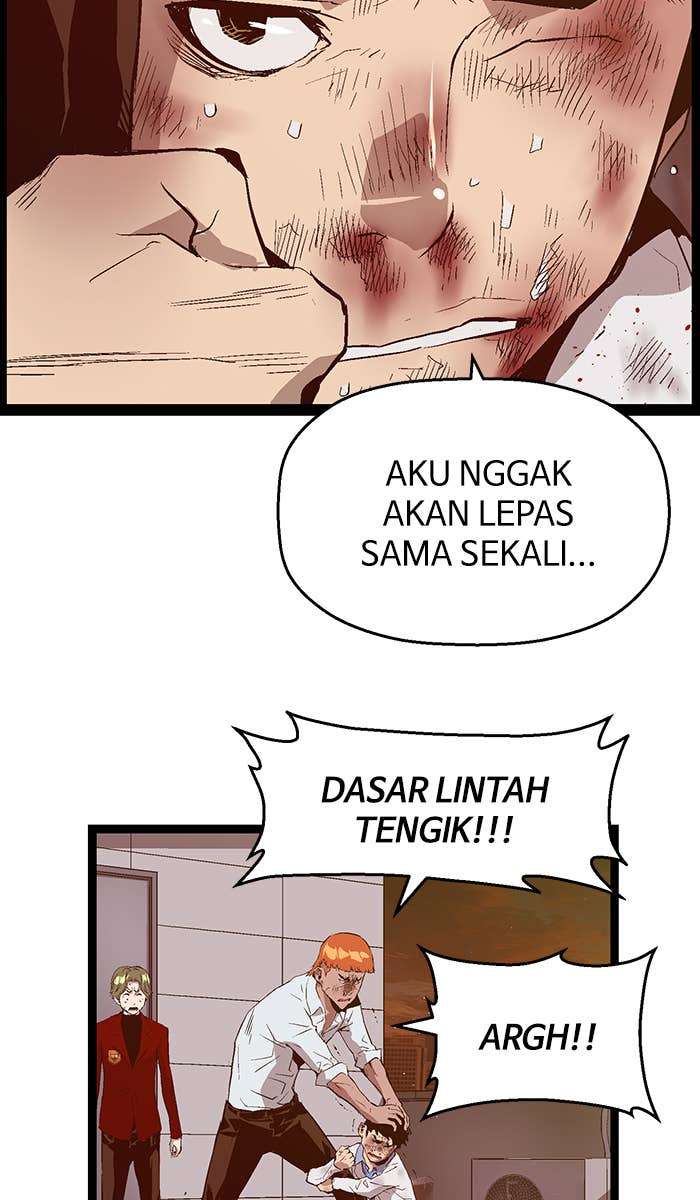 AKU NGGAK
AKAN LEPAS
SAMA SEKALI...
DASAR LINTAH
TENGIK!!!
ARGH!!